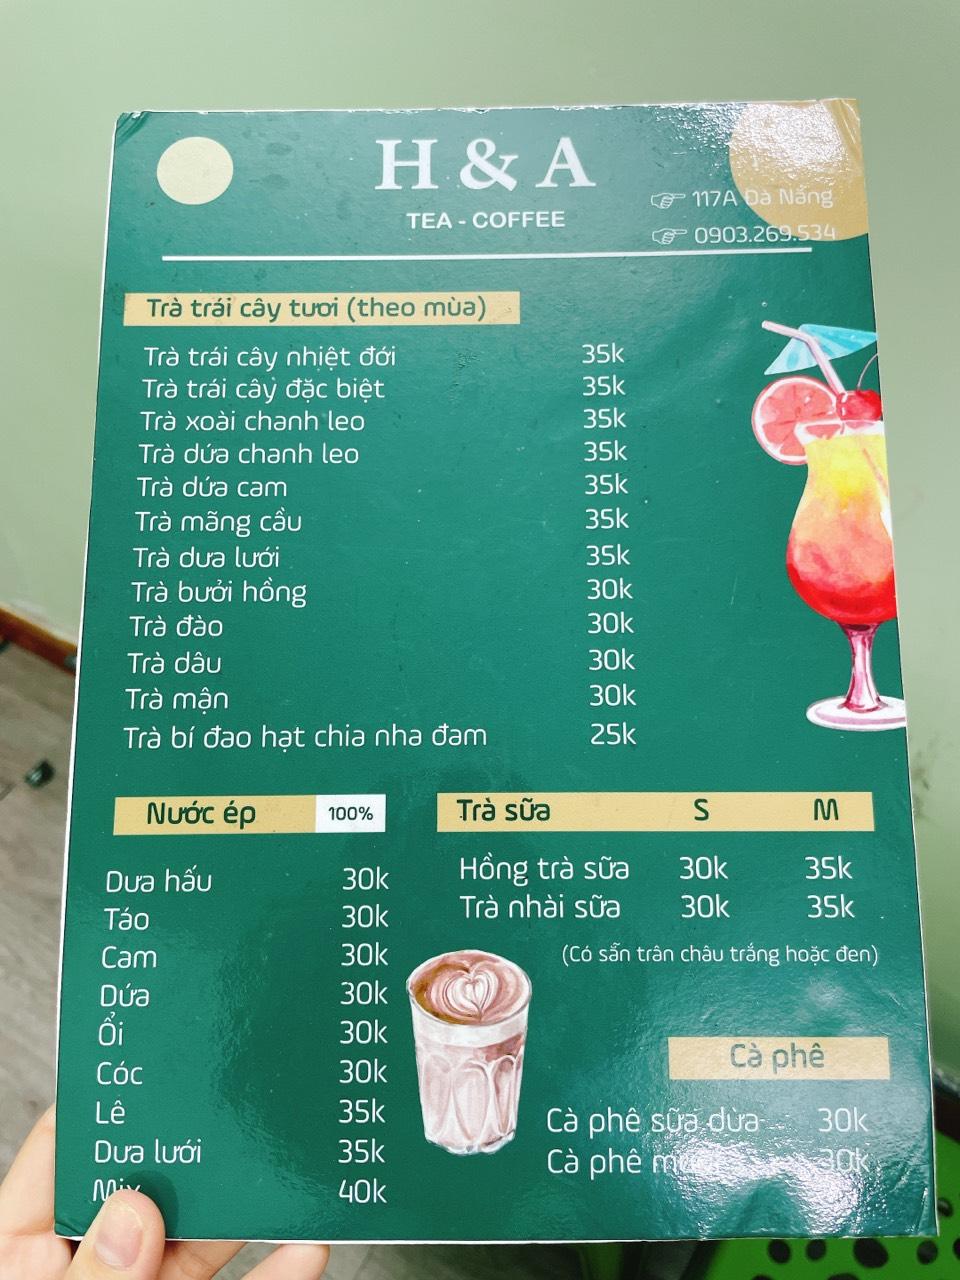 H & A
TEA - COFFEE
117A Đà Nẵng
0903.269.534
Trà trái cây tươi (theo mùa)
Trà trái cây nhiệt đới 35k
Trà trái cây đặc biệt 35k
Trà xoài chanh leo 35k
Trà dứa chanh leo 35k
Trà dứa cam 35k
Trà mãng cầu 35k
Trà dưa lưới 35k
Trà bưởi hồng 30k
Trà đào 30k
Trà dâu 30k
Trà mận 30k
Trà bí đao hạt chia nha đam 25k
Nước ép 100%
Dưa hấu 30k
Táo 30k
Cam 30k
Dứa 30k
Ổi 30k
Cóc 30k
Lê 35k
Dưa lưới 35k
Mix 40k
Trà sữa S M
Hồng trà sữa 30k 35k
Trà nhài sữa 30k 35k
(Có sẵn trân châu trắng hoặc đen)
Cà phê
Cà phê sữa dừa 30k
Cà phê 30k